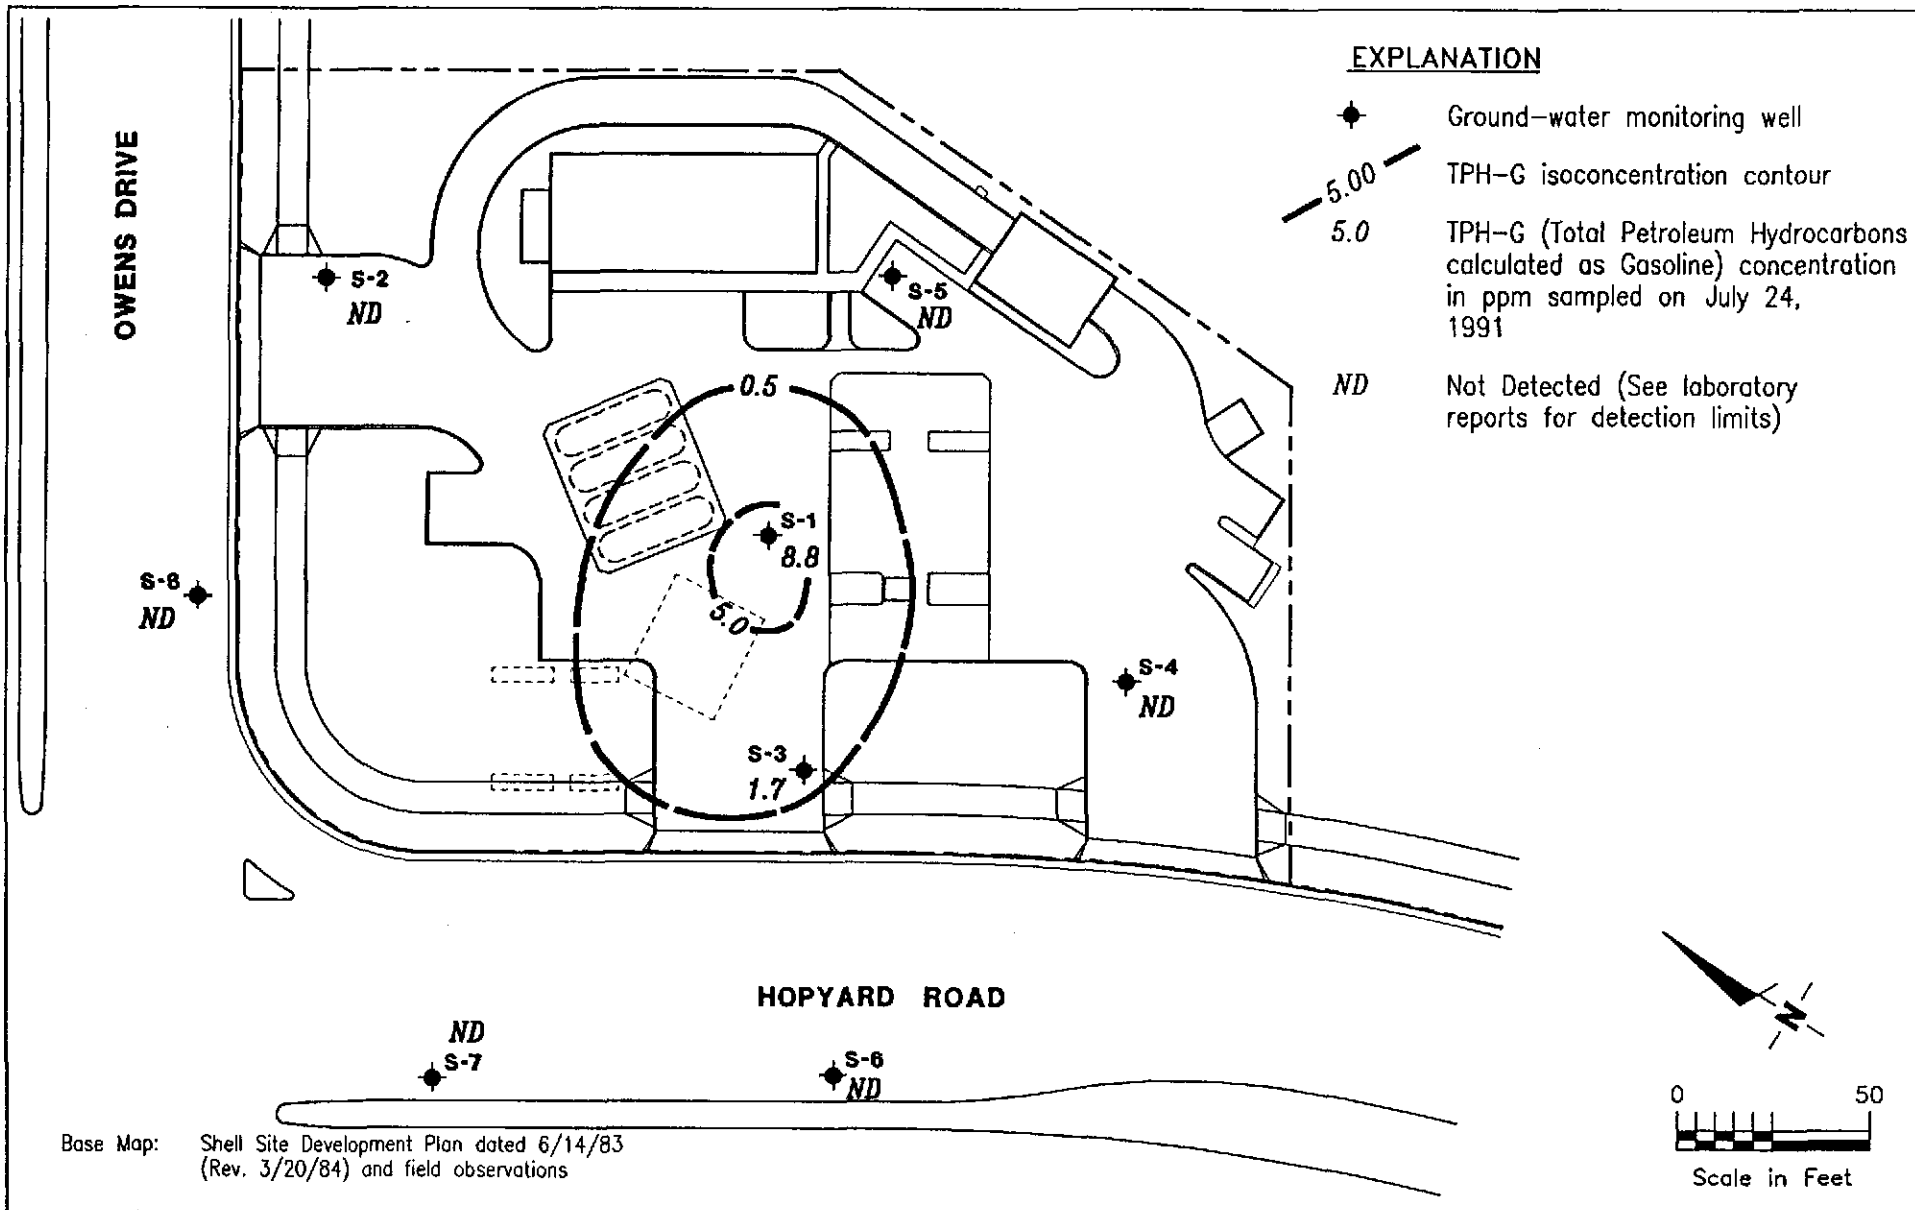 EXPLANATION
Ground-water monitoring well
5.00
TPH-G isoconcentration contour
5.0
TPH-G (Total Petroleum Hydrocarbons
calculated as Gasoline) concentration
in ppm sampled on July 24,
1991
ND
Not Detected (See laboratory
reports for detection limits)
OWENS DRIVE
S-2
ND
S-5
ND
0.5
S-1
8.8
5.0
S-8
ND
S-4
ND
S-3
1.7
HOPYARD ROAD
ND
S-7
S-6
ND
N
0 50
Scale in Feet
Base Map: Shell Site Development Plan dated 6/14/83
(Rev. 3/20/84) and field observations